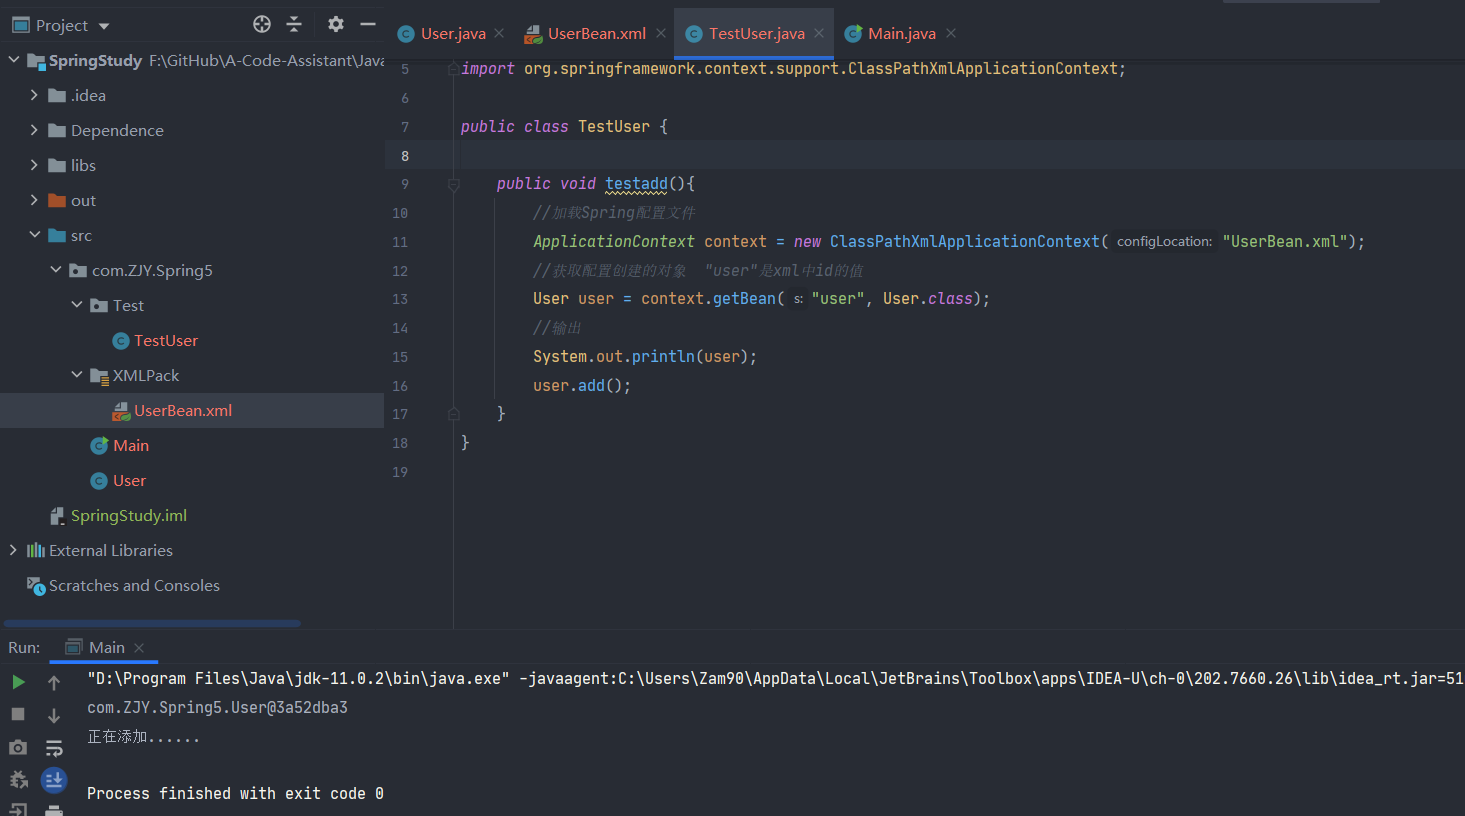 Project
SpringStudy F:\GitHub\A-Code-Assistant\Java
.idea
Dependence
libs
out
src
com.ZJY.Spring5
Test
TestUser
XMLPack
UserBean.xml
Main
User
SpringStudy.iml
External Libraries
Scratches and Consoles
User.java
UserBean.xml
TestUser.java
Main.java
5 import org.springframework.context.support.ClassPathXmlApplicationContext;
6
7 public class TestUser {
8
9 public void testadd(){
10 //加载Spring配置文件
11 ApplicationContext context = new ClassPathXmlApplicationContext( configLocation: "UserBean.xml");
12 //获取配置创建的对象 "user"是xml中id的值
13 User user = context.getBean( s: "user", User.class);
14 //输出
15 System.out.println(user);
16 user.add();
17 }
18 }
19
Run: Main
"D:\Program Files\Java\jdk-11.0.2\bin\java.exe" -javaagent:C:\Users\Zam90\AppData\Local\JetBrains\Toolbox\apps\IDEA-U\ch-0\202.7660.26\lib\idea_rt.jar=51
com.ZJY.Spring5.User@3a52dba3
正在添加......
Process finished with exit code 0